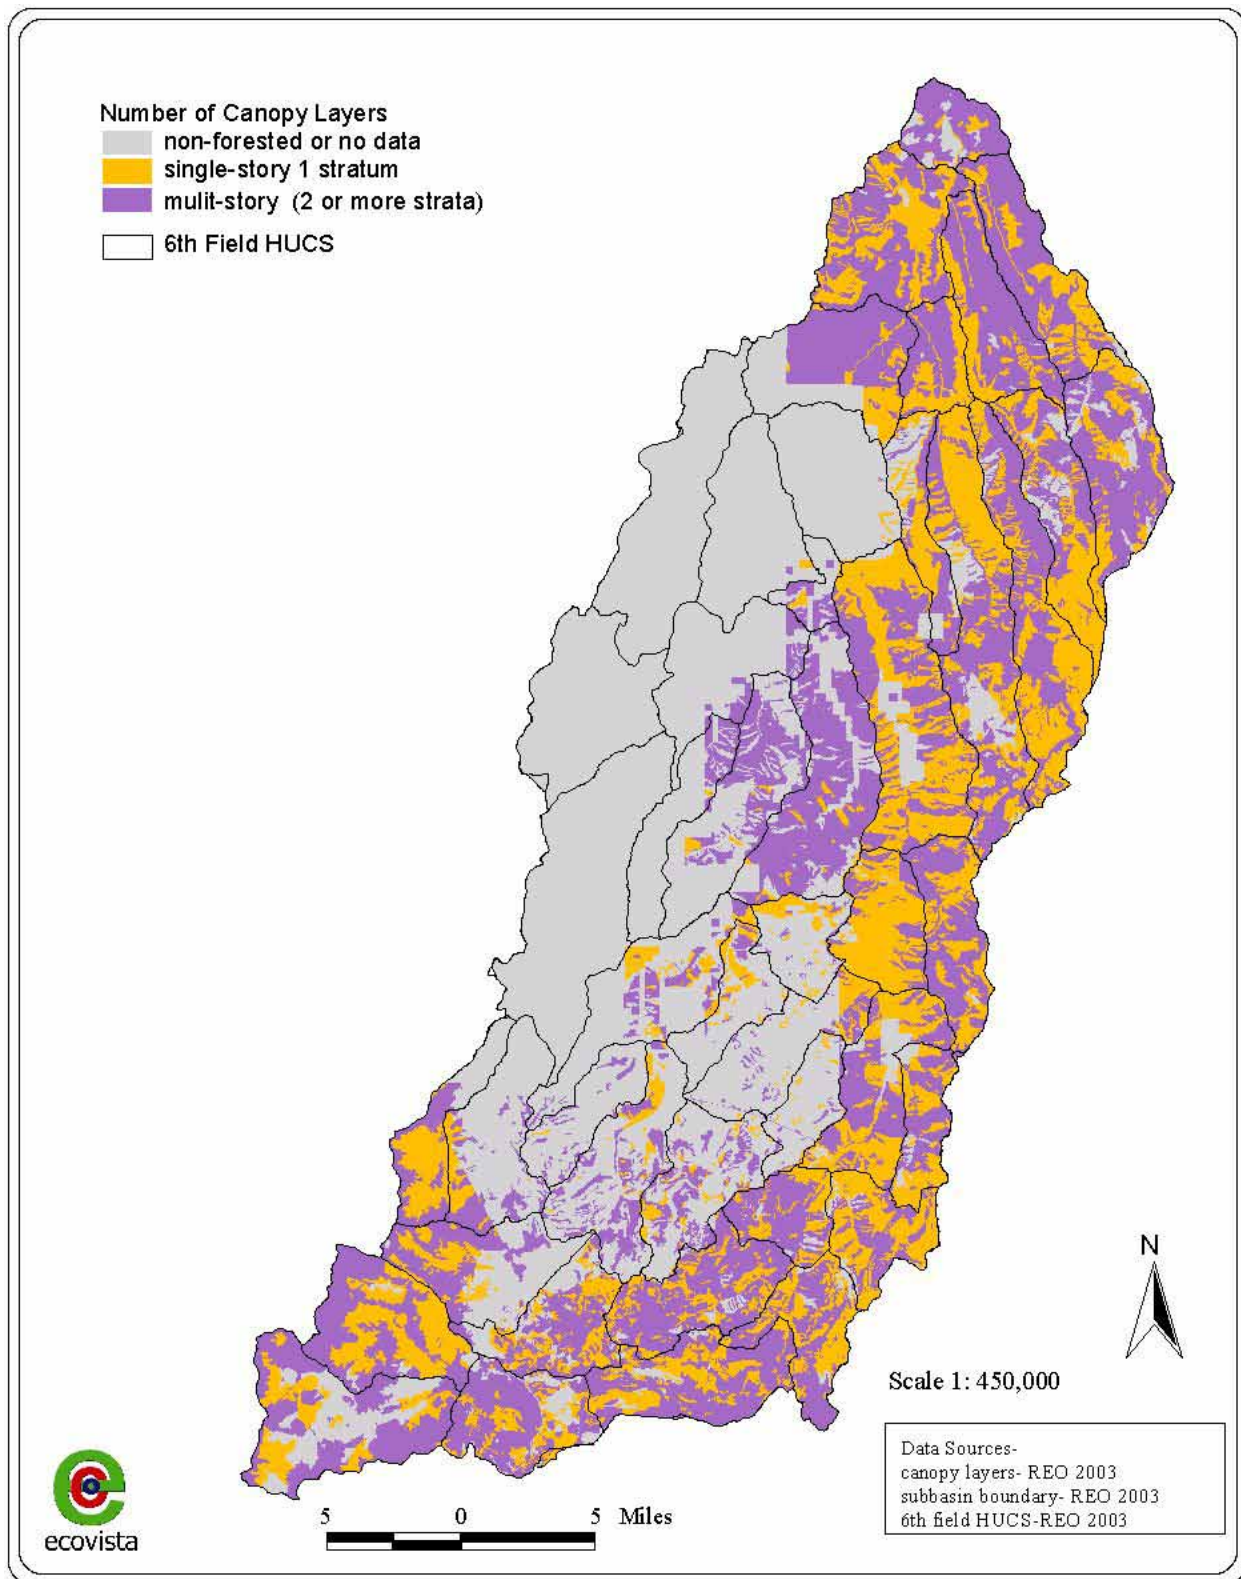 Number of Canopy Layers
non-forested or no data
single-story 1 stratum
mulit-story (2 or more strata)
6th Field HUCS
N
Scale 1: 450,000
Data Sources-
canopy layers- REO 2003
subbasin boundary- REO 2003
6th field HUCS-REO 2003
ecovista
5 0 5 Miles